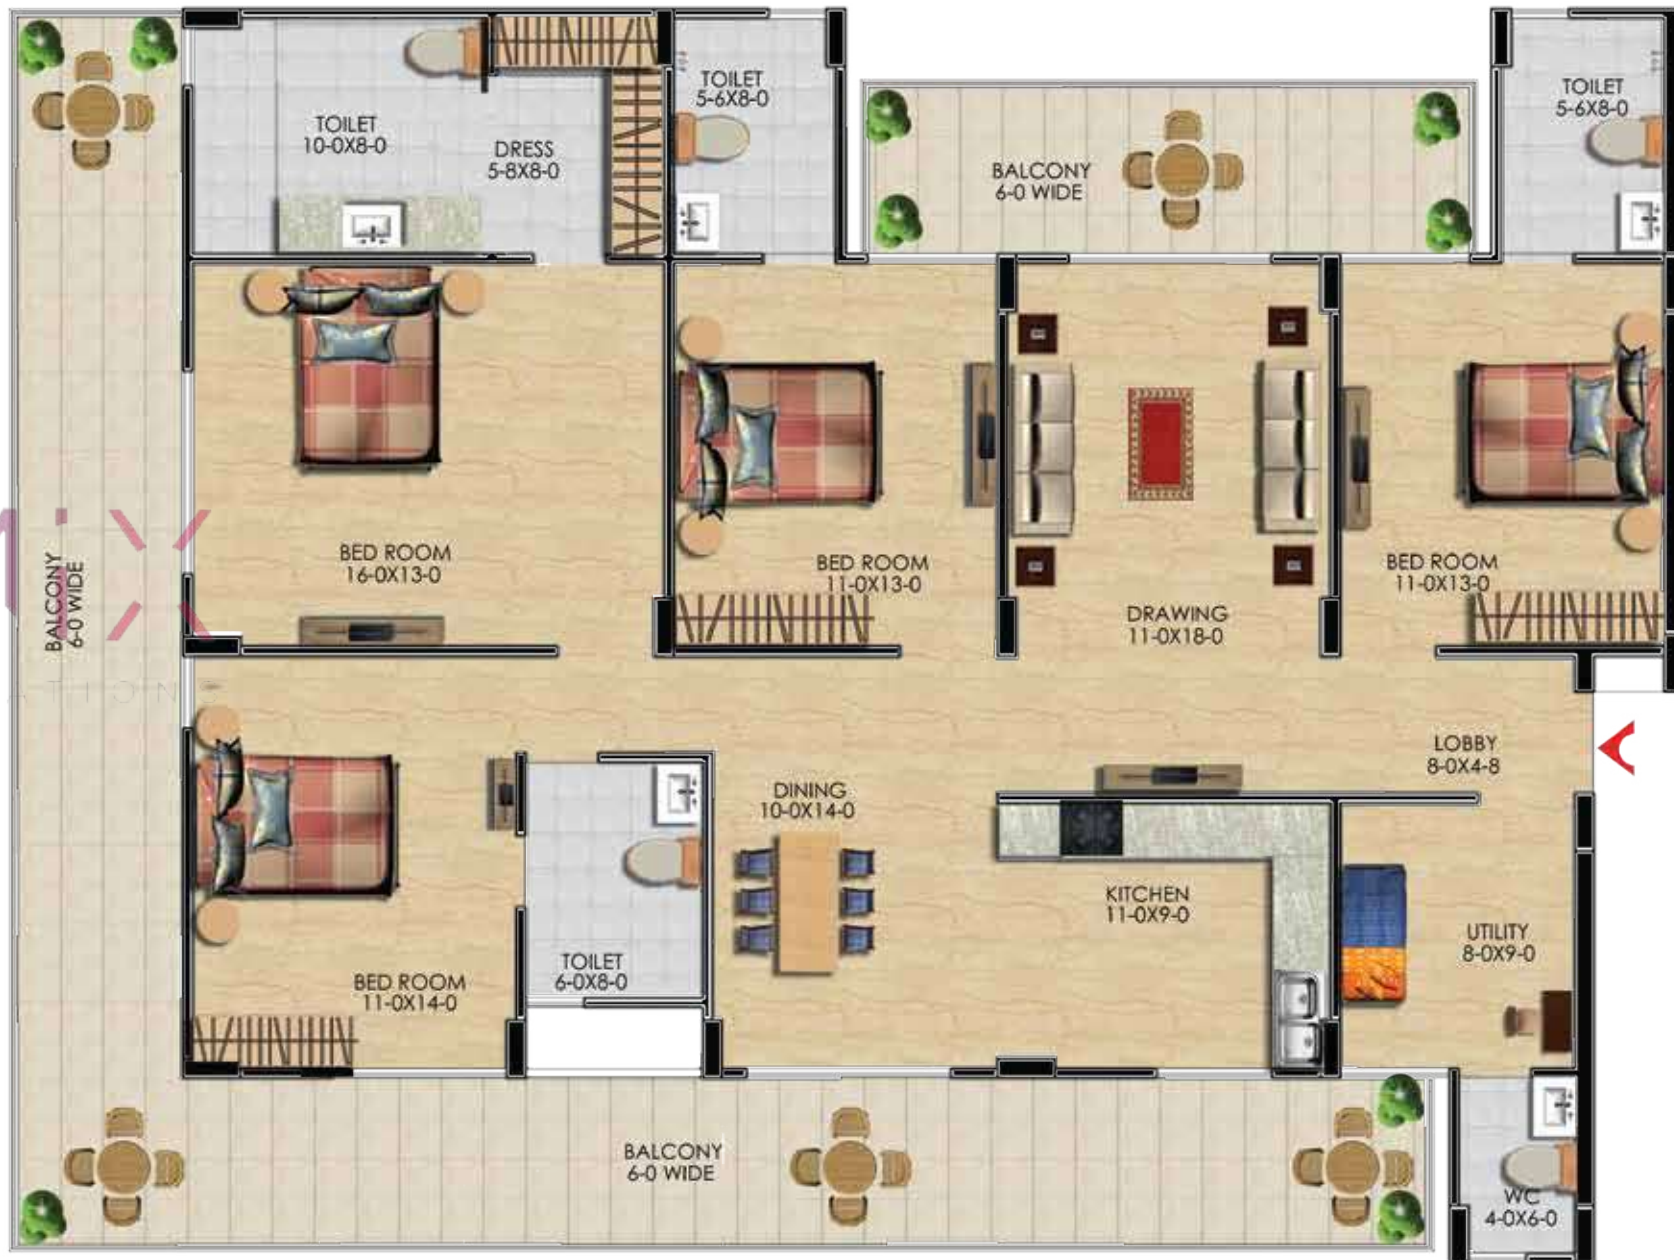 TOILET
10-0X8-0
DRESS
5-8X8-0
TOILET
5-6X8-0
BALCONY
6-0 WIDE
TOILET
5-6X8-0
BED ROOM
16-0X13-0
BED ROOM
11-0X13-0
DRAWING
11-0X18-0
BED ROOM
11-0X13-0
BALCONY
6-0 WIDE
LOBBY
8-0X4-8
DINING
10-0X14-0
KITCHEN
11-0X9-0
UTILITY
8-0X9-0
TOILET
6-0X8-0
BED ROOM
11-0X14-0
BALCONY
6-0 WIDE
WC
4-0X6-0